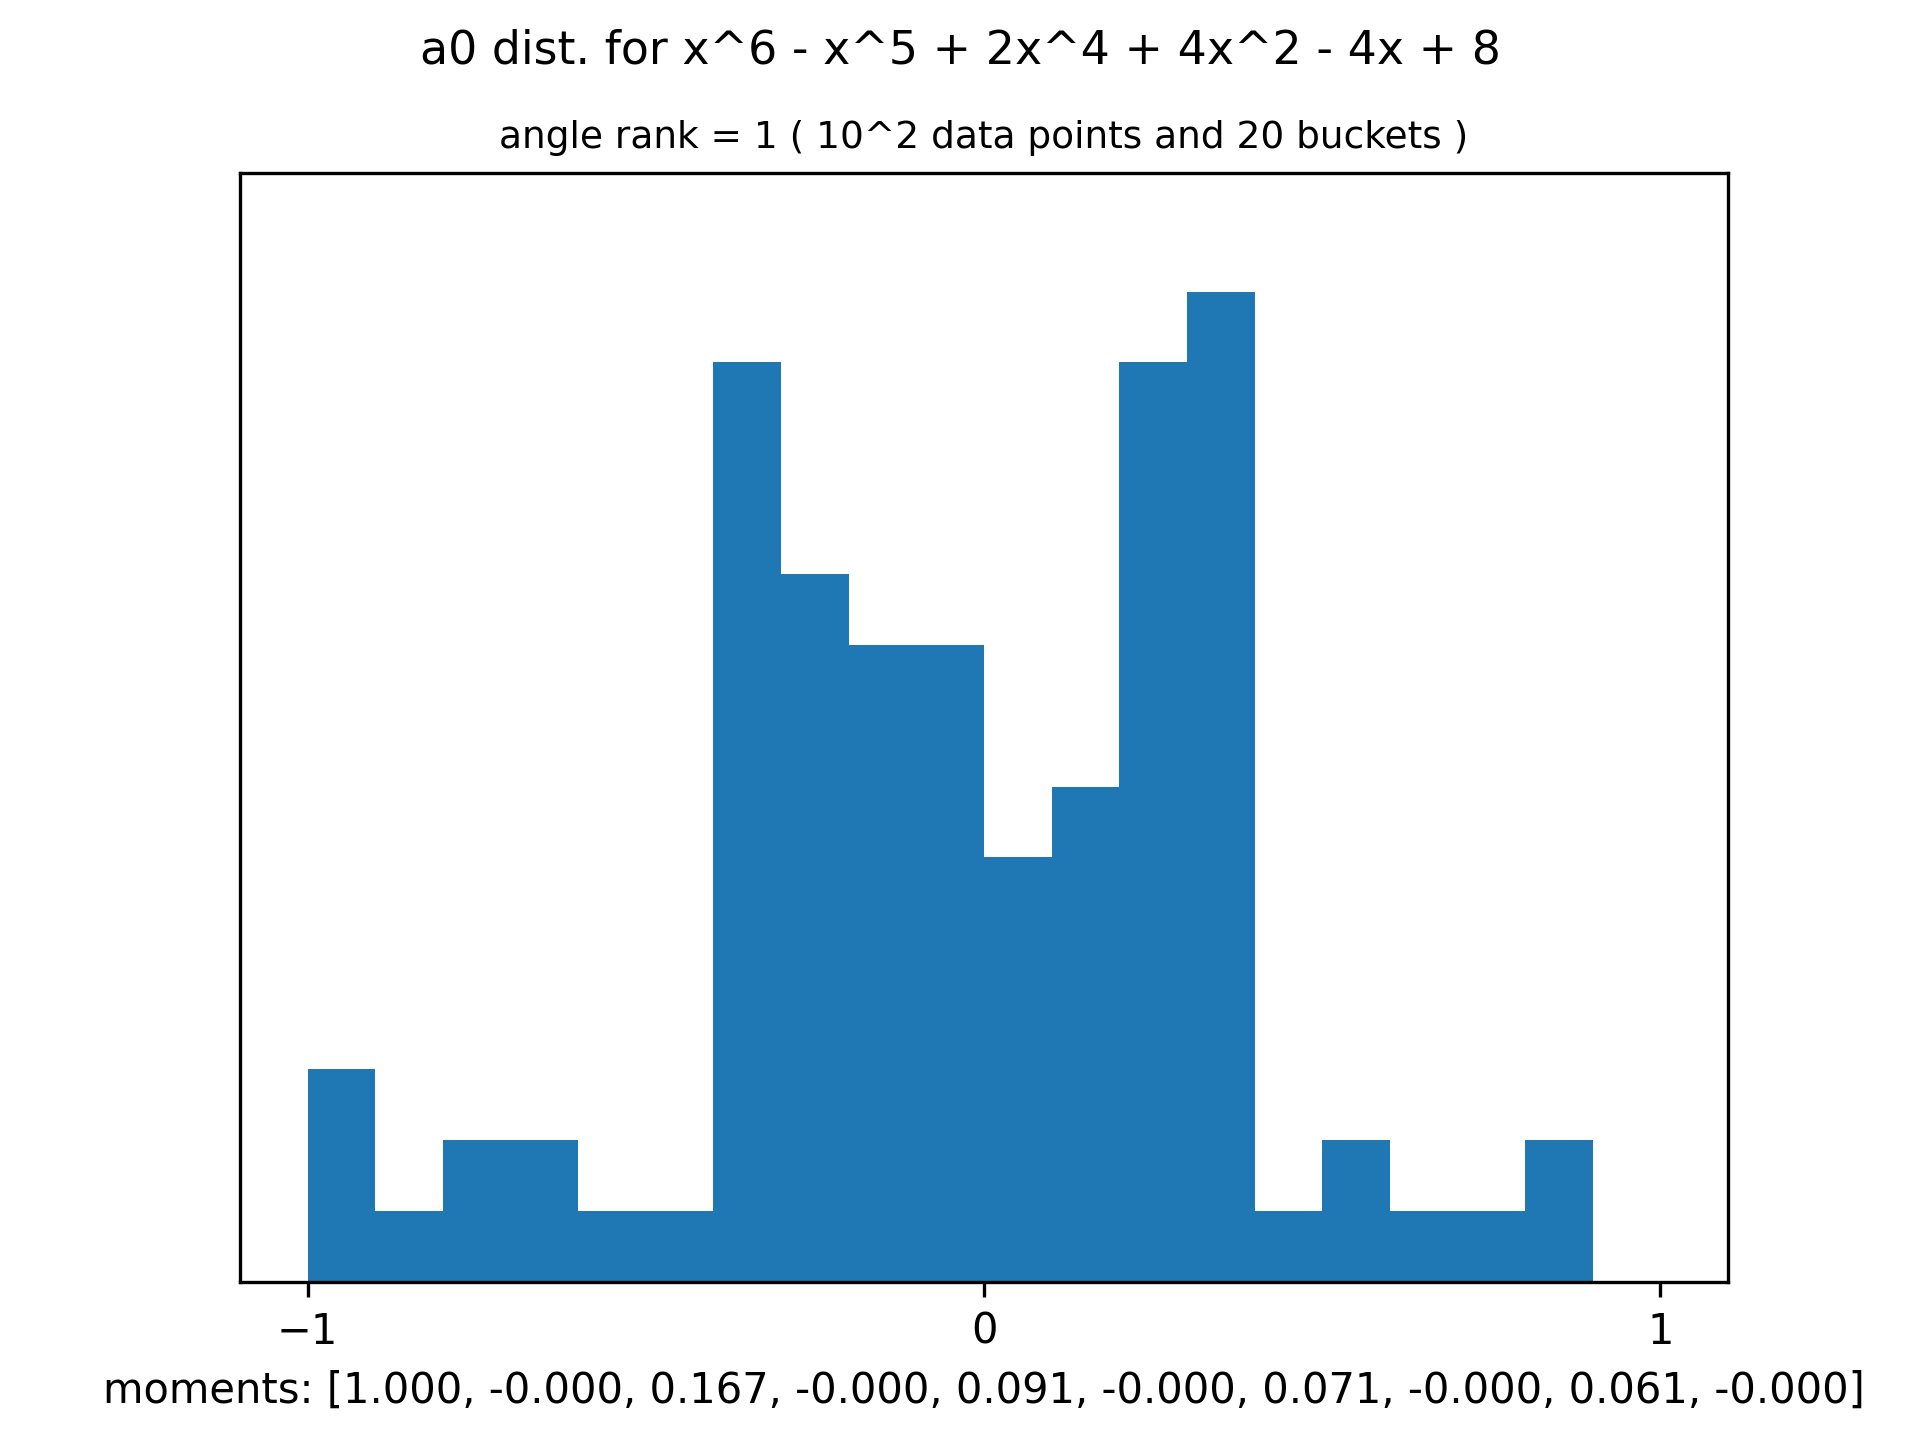 a0 dist. for x^6 - x^5 + 2x^4 + 4x^2 - 4x + 8
angle rank = 1 ( 10^2 data points and 20 buckets )
−1 0 1
moments: [1.000, -0.000, 0.167, -0.000, 0.091, -0.000, 0.071, -0.000, 0.061, -0.000]